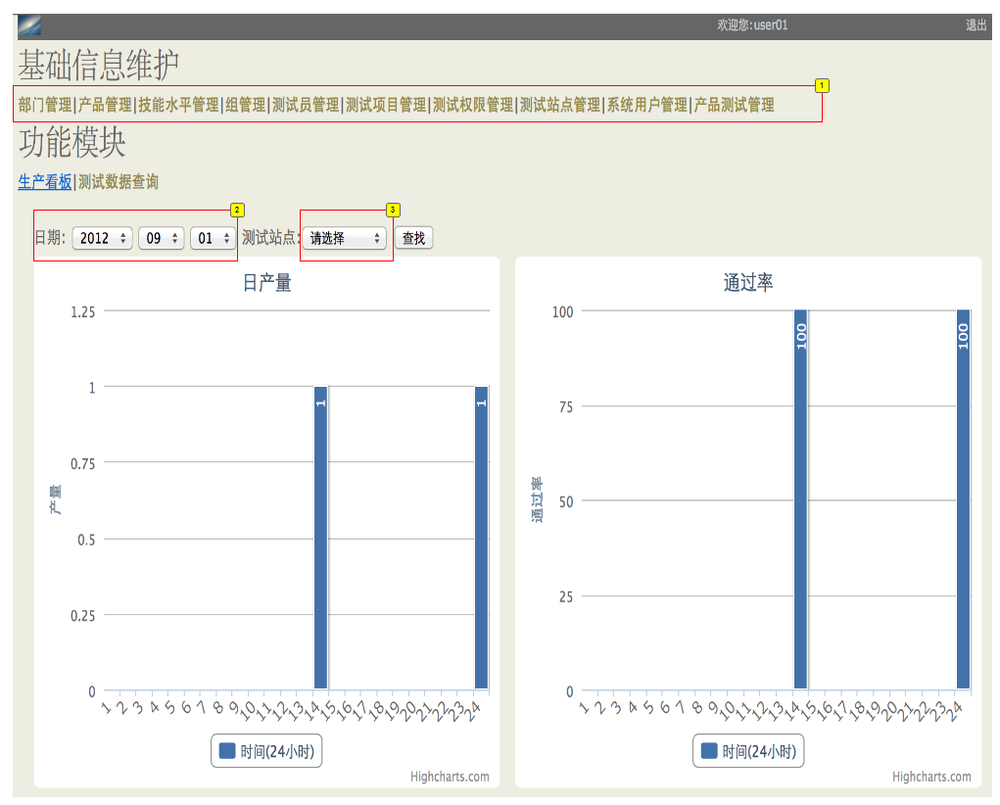 欢迎您:user01 退出
基础信息维护
1
部门管理|产品管理|技能水平管理|组管理|测试员管理|测试项目管理|测试权限管理|测试站点管理|系统用户管理|产品测试管理
功能模块
生产看板|测试数据查询
2 3
日期: 2012 09 01 测试站点: 请选择 查找
日产量
1.25
1
0.75
0.5
0.25
0
产量
1 1
1 2 3 4 5 6 7 8 9 10 11 12 13 14 15 16 17 18 19 20 21 22 23 24
时间(24小时)
Highcharts.com
通过率
100
75
50
25
0
通过率
100 100
1 2 3 4 5 6 7 8 9 10 11 12 13 14 15 16 17 18 19 20 21 22 23 24
时间(24小时)
Highcharts.com